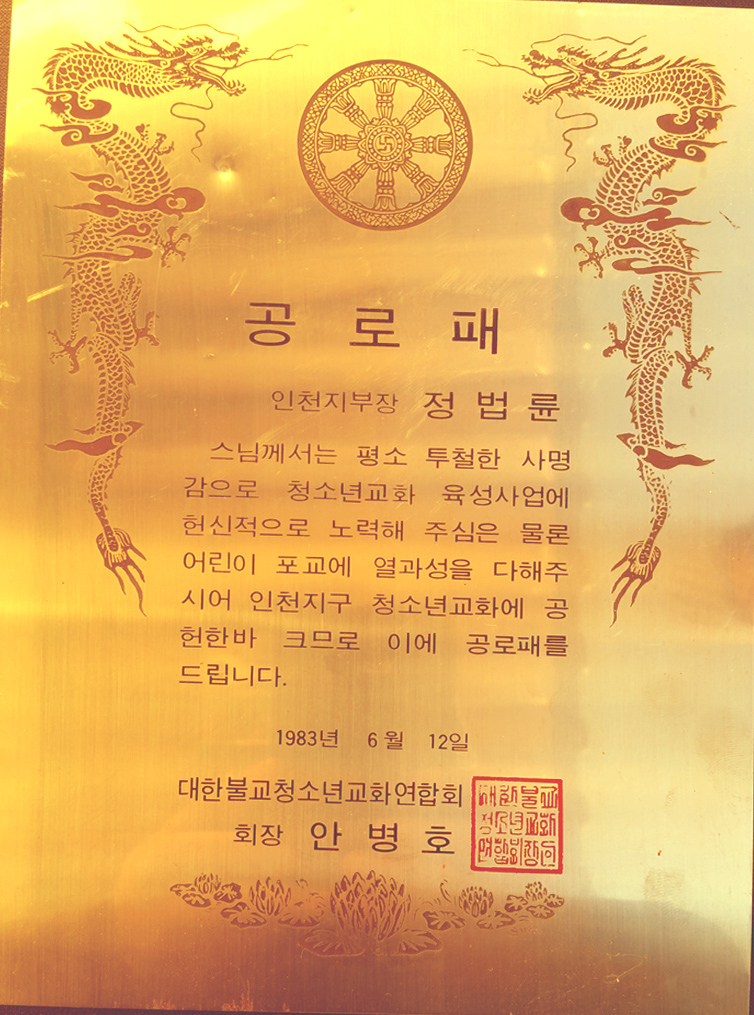 공로패
인천지부장 정법륜
스님께서는 평소 투철한 사명
감으로 청소년교화 육성사업에
헌신적으로 노력해 주심은 물론
어린이 포교에 열과성을 다해주
시어 인천지구 청소년교화에 공
헌한바 크므로 이에 공로패를
드립니다.
1983년 6월 12일
대한불교청소년교화연합회
회장 안병호